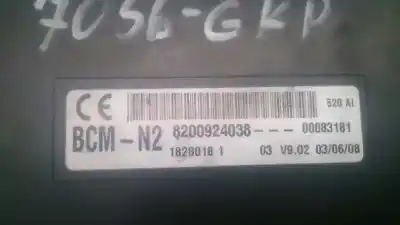 7056-GKP
CE 520 AI
BCM-N2 8200924038--- 00083181
1829018 1 03 V9.02 03/06/08